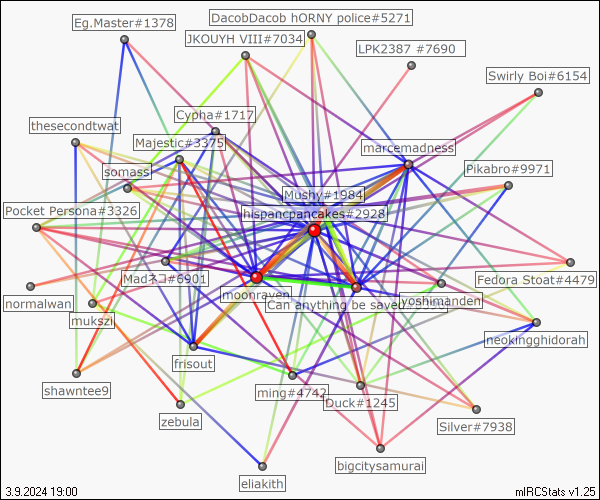 DacobDacob hORNY police#5271
Eg.Master#1378
JKOUYH VIII#7034
LPK2387 #7690
Swirly Boi#6154
Cypha#1717
thesecondtwat
Majestic#3375
marcemadness
somass
Pikabro#9971
Mushy#1984
Pocket Persona#3326
hispancpancakes#2928
Madネコ#6901
Fedora Stoat#4479
moonraven
normalwan
Can anything be saved
yoshimanden
mukszi
neokingghidorah
frisout
shawntee9
ming#4742
Duck#1245
zebula
Silver#7938
bigcitysamurai
eliakith
3.9.2024 19:00
mIRCStats v1.25